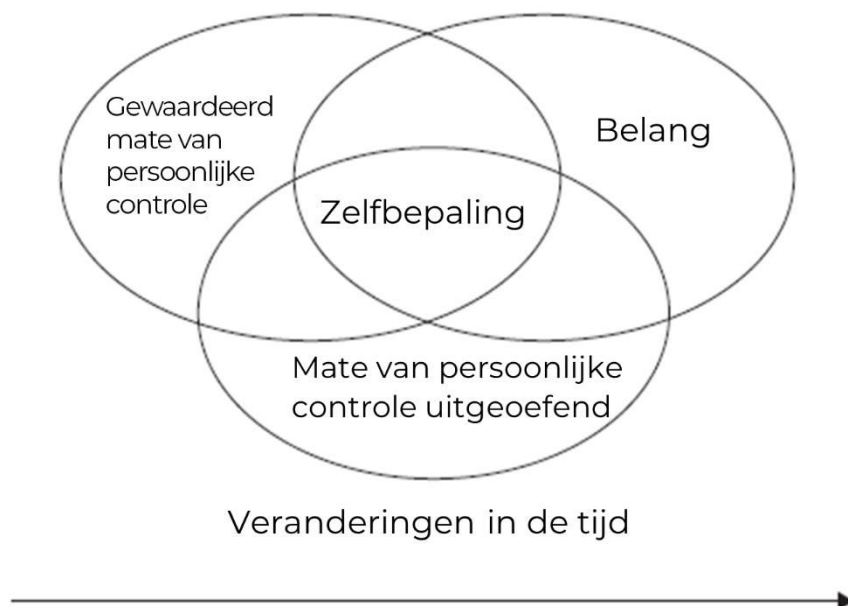 Gewaardeerd
mate van
persoonlijke
controle
Belang
Zelfbepaling
Mate van persoonlijke
controle uitgeoefend
Veranderingen in de tijd